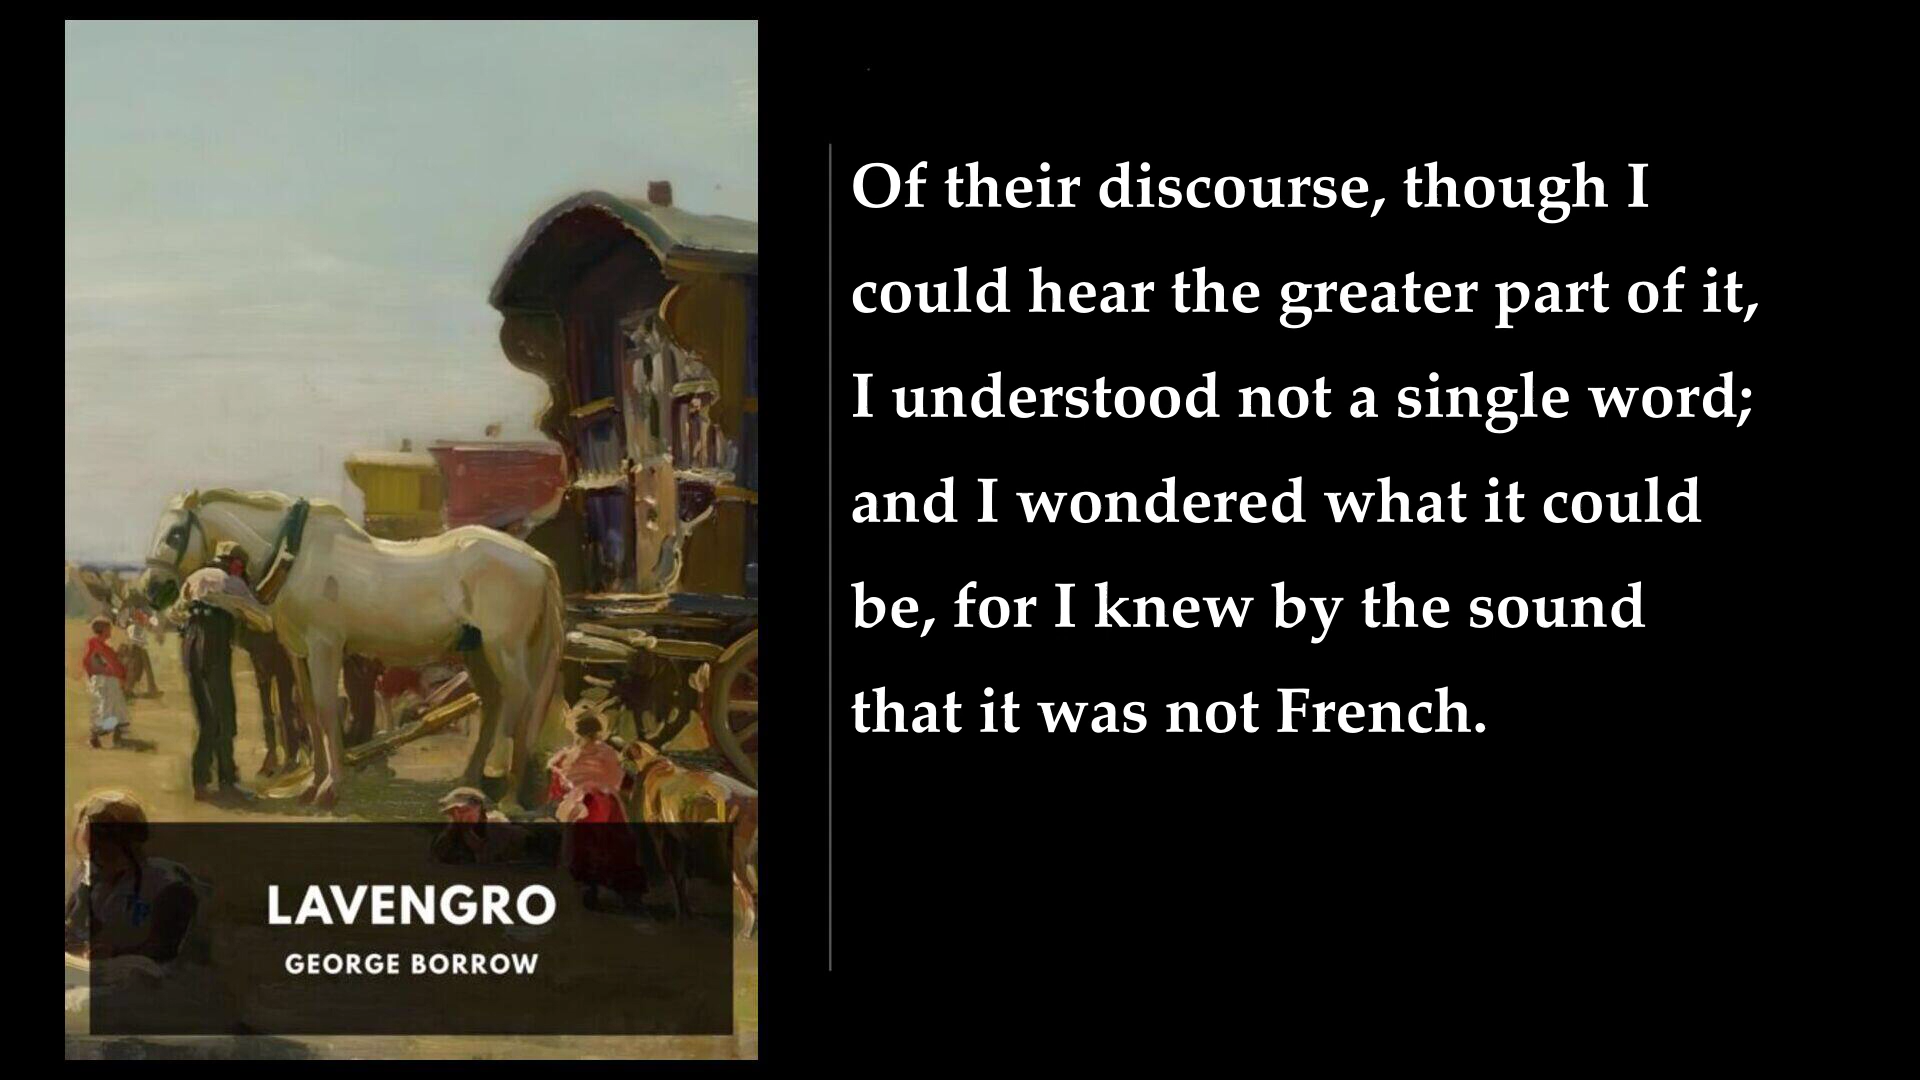 Of their discourse, though I
could hear the greater part of it,
I understood not a single word;
and I wondered what it could
be, for I knew by the sound
that it was not French.
LAVENGRO
GEORGE BORROW